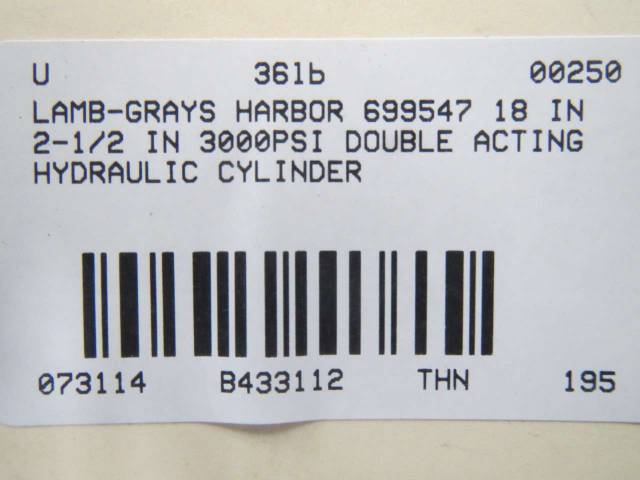 U 36lb 00250
LAMB-GRAYS HARBOR 699547 18 IN
2-1/2 IN 3000PSI DOUBLE ACTING
HYDRAULIC CYLINDER
073114 B433112 THN 195